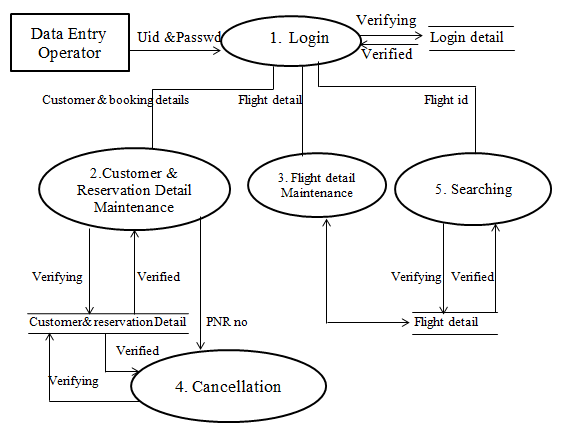 Data Entry
Operator
Uid &Passwd
1. Login
Verifying
Login detail
Verified
Customer & booking details
Flight detail
Flight id
2.Customer &
Reservation Detail
Maintenance
3. Flight detail
Maintenance
5. Searching
Verifying
Verified
Verifying
Verified
Customer& reservation Detail
PNR no
Flight detail
Verified
Verifying
4. Cancellation